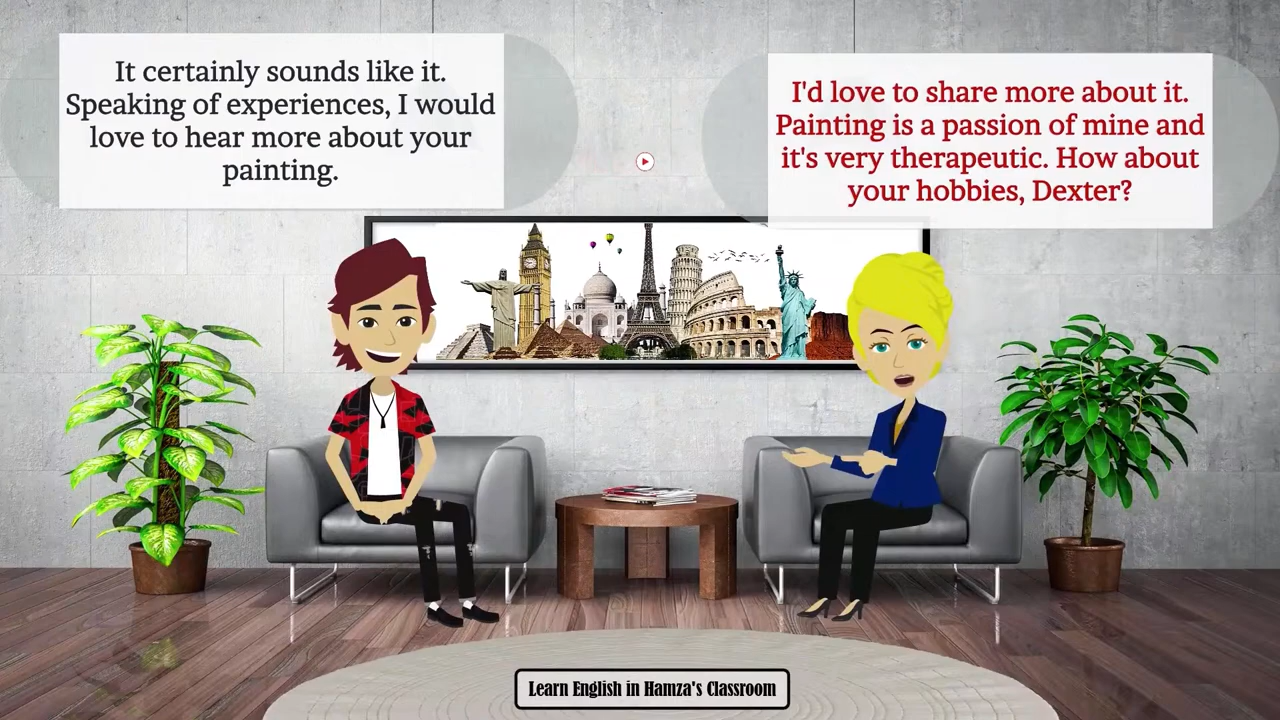 It certainly sounds like it.
Speaking of experiences, I would
love to hear more about your
painting.
I'd love to share more about it.
Painting is a passion of mine and
it's very therapeutic. How about
your hobbies, Dexter?
Learn English in Hamza's Classroom